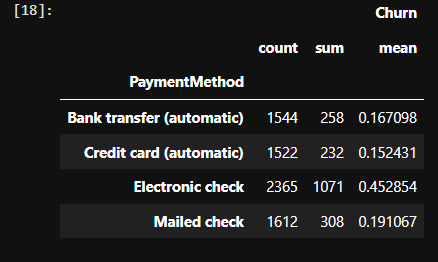 [18]: Churn
count sum mean
PaymentMethod
Bank transfer (automatic) 1544 258 0.167098
Credit card (automatic) 1522 232 0.152431
Electronic check 2365 1071 0.452854
Mailed check 1612 308 0.191067